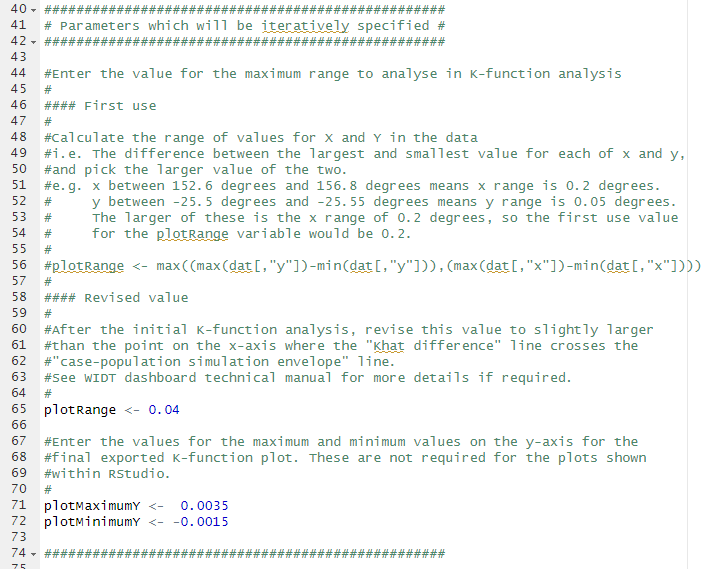 40 ##################################################
41 # Parameters which will be iteratively specified #
42 ##################################################
43
44 #Enter the value for the maximum range to analyse in K-function analysis
45 #
46 #### First use
47 #
48 #Calculate the range of values for X and Y in the data
49 #i.e. The difference between the largest and smallest value for each of x and y,
50 #and pick the larger value of the two.
51 #e.g. x between 152.6 degrees and 156.8 degrees means x range is 0.2 degrees.
52 #     y between -25.5 degrees and -25.55 degrees means y range is 0.05 degrees.
53 #     The larger of these is the x range of 0.2 degrees, so the first use value
54 #     for the plotRange variable would be 0.2.
55 #
56 #plotRange <- max((max(dat[,"y"])-min(dat[,"y"])),(max(dat[,"x"])-min(dat[,"x"])))
57 #
58 #### Revised value
59 #
60 #After the initial K-function analysis, revise this value to slightly larger
61 #than the point on the x-axis where the "Khat difference" line crosses the
62 #"case-population simulation envelope" line.
63 #See WIDT dashboard technical manual for more details if required.
64 #
65 plotRange <- 0.04
66
67 #Enter the values for the maximum and minimum values on the y-axis for the
68 #final exported K-function plot. These are not required for the plots shown
69 #within RStudio.
70 #
71 plotMaximumY <-  0.0035
72 plotMinimumY <- -0.0015
73
74 ##################################################
75